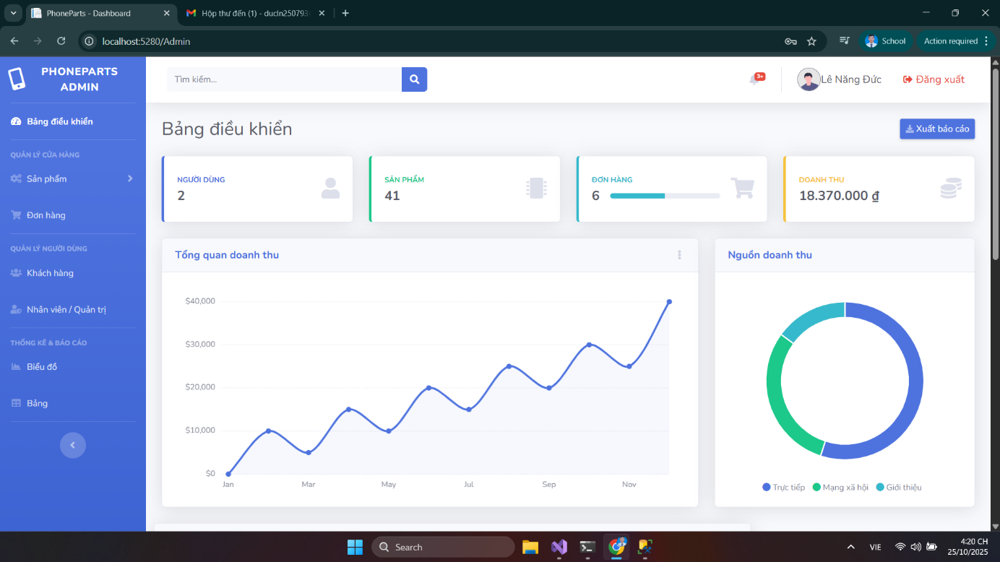 PhoneParts - Dashboard
Hộp thư đến (1) - ducln250793
localhost:5280/Admin
School
Action required
PHONEPARTS
ADMIN
Bảng điều khiển
QUẢN LÝ CỬA HÀNG
Sản phẩm
Đơn hàng
QUẢN LÝ NGƯỜI DÙNG
Khách hàng
Nhân viên / Quản trị
THỐNG KÊ & BÁO CÁO
Biểu đồ
Bảng
Tìm kiếm...
3+
Lê Năng Đức
Đăng xuất
Bảng điều khiển
Xuất báo cáo
NGƯỜI DÙNG
2
SẢN PHẨM
41
ĐƠN HÀNG
6
DOANH THU
18.370.000 ₫
Tổng quan doanh thu
$40,000
$30,000
$20,000
$10,000
$0
Jan Mar May Jul Sep Nov
Nguồn doanh thu
Trực tiếp Mạng xã hội Giới thiệu
Search
VIE
4:20 CH
25/10/2025